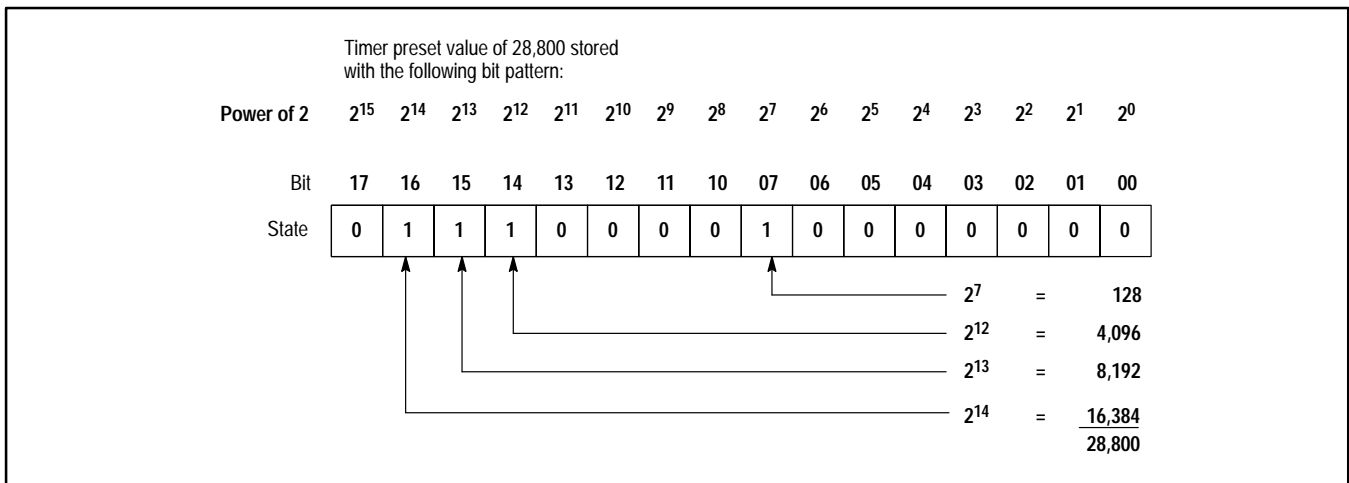 Timer preset value of 28,800 stored
with the following bit pattern:
Power of 2 2^15 2^14 2^13 2^12 2^11 2^10 2^9 2^8 2^7 2^6 2^5 2^4 2^3 2^2 2^1 2^0
Bit 17 16 15 14 13 12 11 10 07 06 05 04 03 02 01 00
State 0 1 1 1 0 0 0 0 1 0 0 0 0 0 0 0
2^7 = 128
2^12 = 4,096
2^13 = 8,192
2^14 = 16,384
28,800